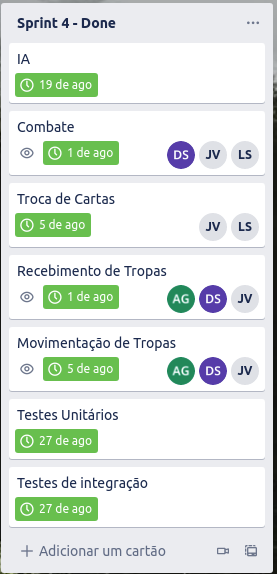 Sprint 4 - Done
IA
19 de ago
Combate
1 de ago
DS JV LS
Troca de Cartas
5 de ago
JV LS
Recebimento de Tropas
1 de ago
AG DS JV
Movimentação de Tropas
5 de ago
AG DS JV
Testes Unitários
27 de ago
Testes de integração
27 de ago
+ Adicionar um cartão